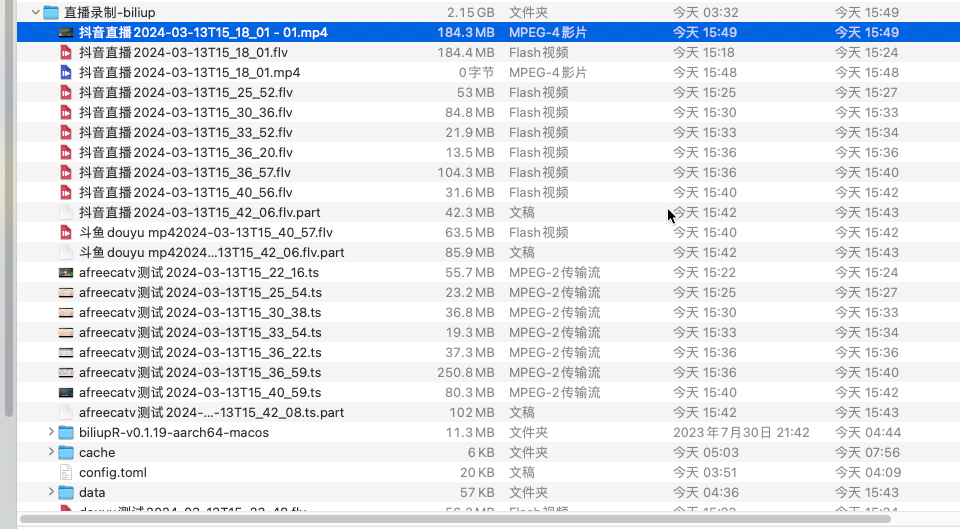 直播录制-biliup 2.15 GB 文件夹 今天 03:32 今天 15:49
抖音直播2024-03-13T15_18_01 - 01.mp4 184.3 MB MPEG-4影片 今天 15:49 今天 15:49
抖音直播2024-03-13T15_18_01.flv 184.4 MB Flash视频 今天 15:18 今天 15:24
抖音直播2024-03-13T15_18_01.mp4 0字节 MPEG-4影片 今天 15:48 今天 15:48
抖音直播2024-03-13T15_25_52.flv 53 MB Flash视频 今天 15:25 今天 15:27
抖音直播2024-03-13T15_30_36.flv 84.8 MB Flash视频 今天 15:30 今天 15:33
抖音直播2024-03-13T15_33_52.flv 21.9 MB Flash视频 今天 15:33 今天 15:34
抖音直播2024-03-13T15_36_20.flv 13.5 MB Flash视频 今天 15:36 今天 15:36
抖音直播2024-03-13T15_36_57.flv 104.3 MB Flash视频 今天 15:36 今天 15:40
抖音直播2024-03-13T15_40_56.flv 31.6 MB Flash视频 今天 15:40 今天 15:42
抖音直播2024-03-13T15_42_06.flv.part 42.3 MB 文稿 今天 15:42 今天 15:43
斗鱼 douyu mp42024-03-13T15_40_57.flv 63.5 MB Flash视频 今天 15:40 今天 15:42
斗鱼 douyu mp42024...13T15_42_06.flv.part 85.9 MB 文稿 今天 15:42 今天 15:43
afreecatv测试2024-03-13T15_22_16.ts 55.7 MB MPEG-2传输流 今天 15:22 今天 15:24
afreecatv测试2024-03-13T15_25_54.ts 23.2 MB MPEG-2传输流 今天 15:25 今天 15:27
afreecatv测试2024-03-13T15_30_38.ts 36.8 MB MPEG-2传输流 今天 15:30 今天 15:33
afreecatv测试2024-03-13T15_33_54.ts 19.3 MB MPEG-2传输流 今天 15:33 今天 15:34
afreecatv测试2024-03-13T15_36_22.ts 37.3 MB MPEG-2传输流 今天 15:36 今天 15:36
afreecatv测试2024-03-13T15_36_59.ts 250.8 MB MPEG-2传输流 今天 15:36 今天 15:40
afreecatv测试2024-03-13T15_40_59.ts 80.3 MB MPEG-2传输流 今天 15:40 今天 15:42
afreecatv测试2024-...-13T15_42_08.ts.part 102 MB 文稿 今天 15:42 今天 15:43
biliupR-v0.1.19-aarch64-macos 11.3 MB 文件夹 2023年7月30日 21:42 今天 04:44
cache 6 KB 文件夹 今天 05:03 今天 07:56
config.toml 20 KB 文稿 今天 03:51 今天 04:09
data 57 KB 文件夹 今天 04:36 今天 15:43